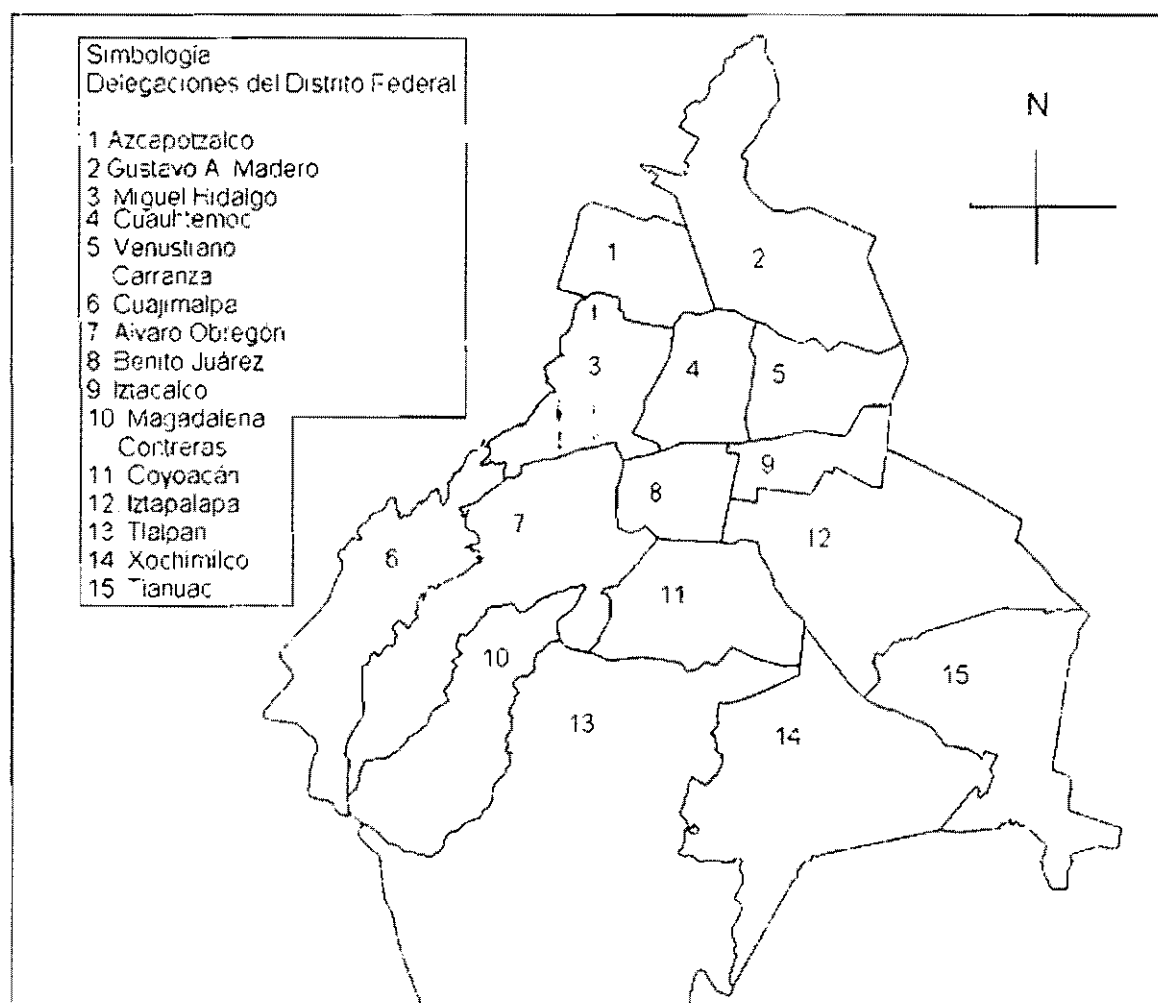 Simbología
Delegaciones del Distrito Federal
1 Azcapotzalco
2 Gustavo A. Madero
3 Miguel Hidalgo
4 Cuauhtemoc
5 Venustiano
Carranza
6 Cuajimalpa
7 Alvaro Obregón
8 Benito Juárez
9 Iztacalco
10 Magadalena
Contreras
11 Coyoacán
12 Iztapalapa
13 Tlalpan
14 Xochimilco
15 Tlahuac
N
1
2
3
4
5
9
8
7
12
6
11
10
15
13
14